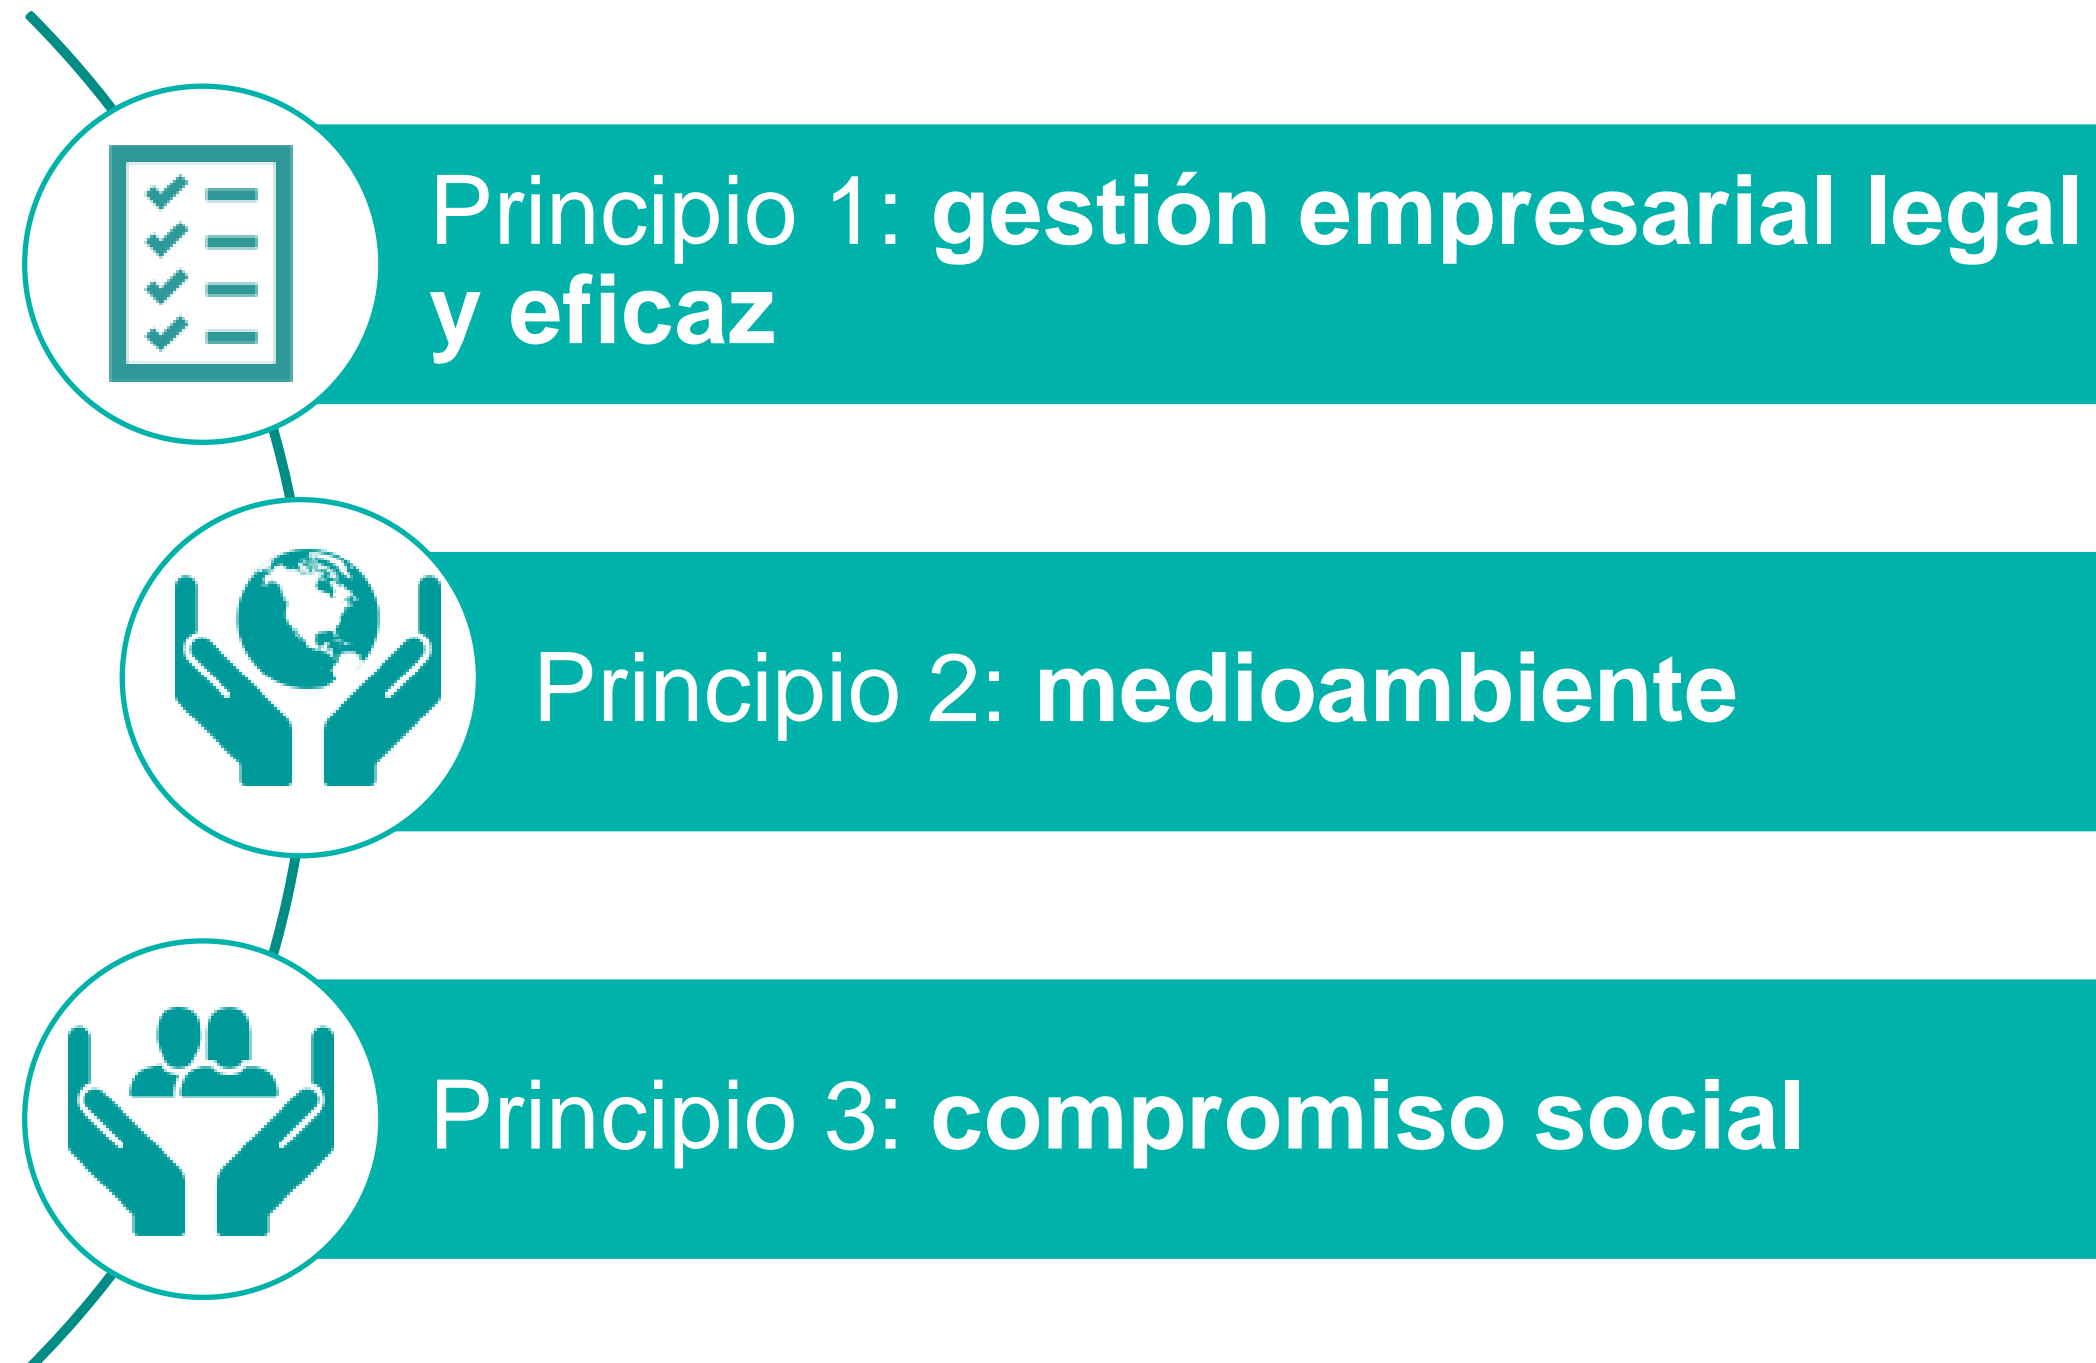 Principio 1: gestión empresarial legal
y eficaz
Principio 2: medioambiente
Principio 3: compromiso social